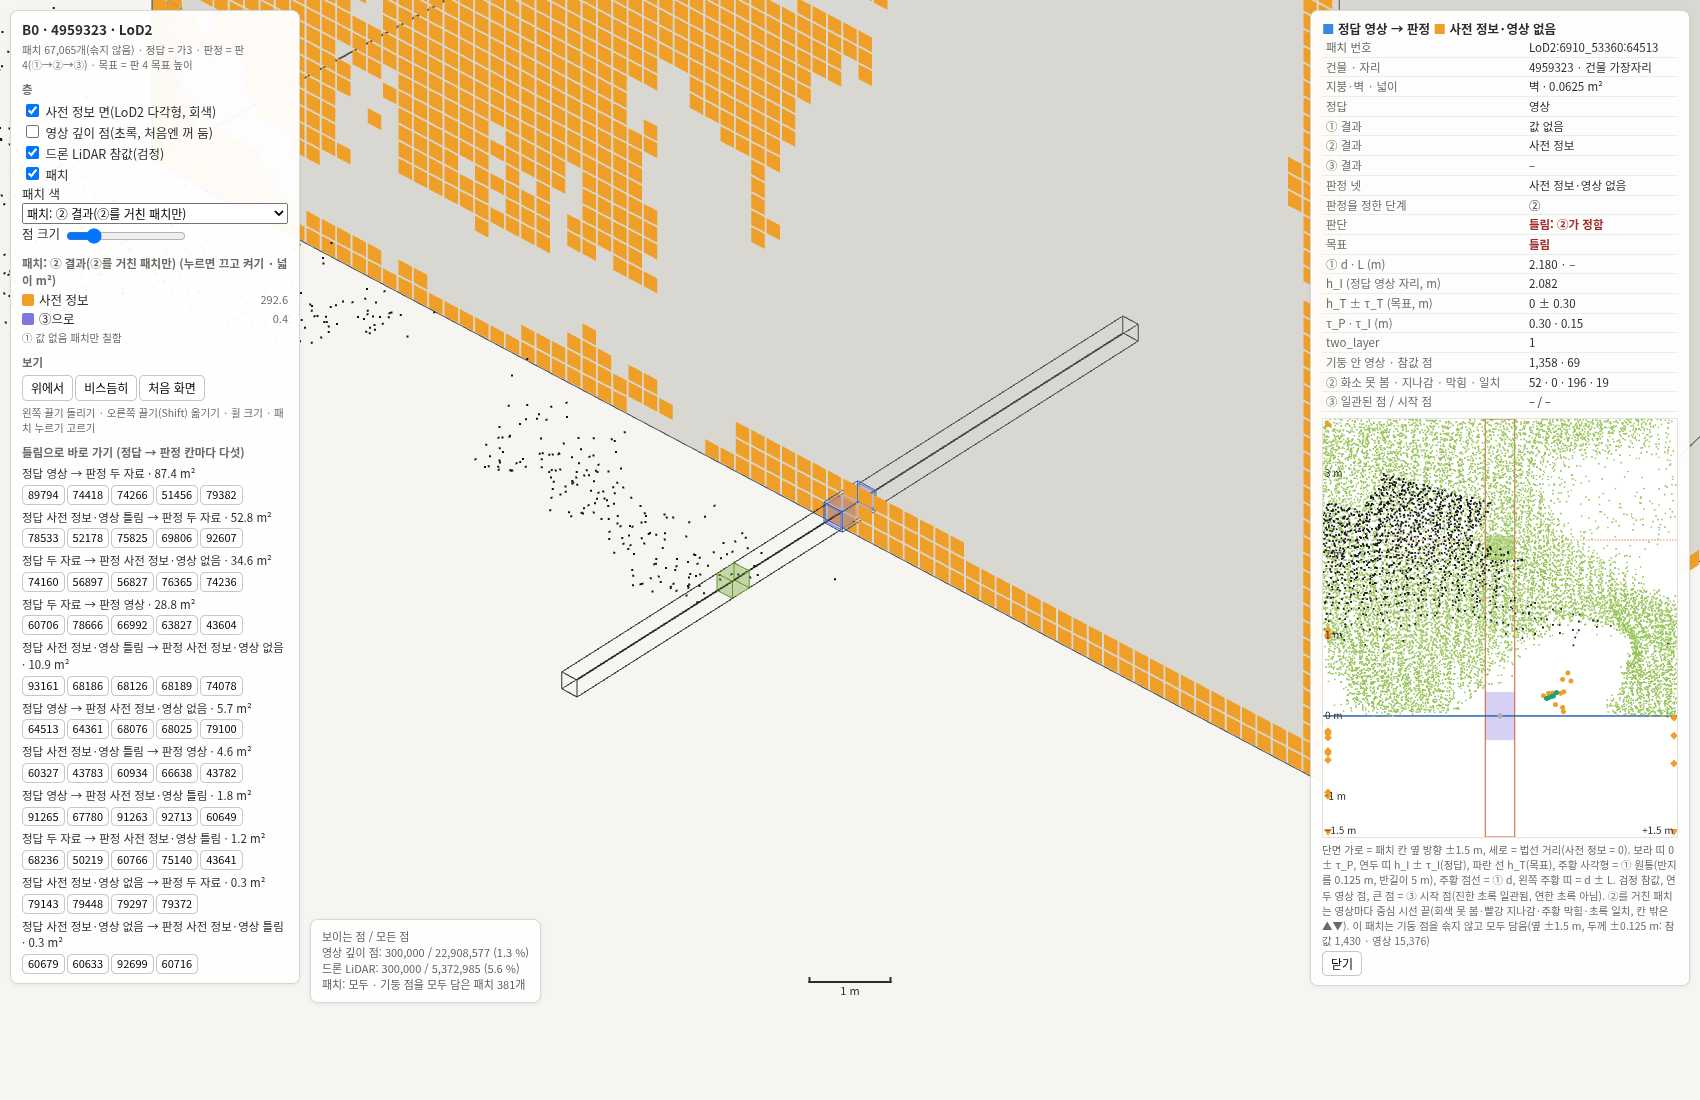 B0 · 4959323 · LoD2
패치 67,065개(솎지 않음) · 정답 = 가3 · 판정 = 판
4(①→②→③) · 목표 = 판 4 목표 높이
층
사전 정보 면(LoD2 다각형, 회색)
영상 깊이 점(초록, 처음엔 꺼 둠)
드론 LiDAR 참값(검정)
패치
패치 색
패치: ② 결과(②를 거친 패치만)
점 크기
패치: ② 결과(②를 거친 패치만) (누르면 끄고 켜기 · 넓
이 m²)
사전 정보 292.6
③으로 0.4
① 값 없음 패치만 칠함
보기
위에서 비스듬히 처음 화면
왼쪽 끌기 돌리기 · 오른쪽 끌기(Shift) 옮기기 · 휠 크기 · 패
치 누르기 고르기
틀림으로 바로 가기 (정답 → 판정 칸마다 다섯)
정답 영상 → 판정 두 자료 · 87.4 m²
89794 74418 74266 51456 79382
정답 사전 정보·영상 틀림 → 판정 두 자료 · 52.8 m²
78533 52178 75825 69806 92607
정답 두 자료 → 판정 사전 정보·영상 없음 · 34.6 m²
74160 56897 56827 76365 74236
정답 두 자료 → 판정 영상 · 28.8 m²
60706 78666 66992 63827 43604
정답 사전 정보·영상 틀림 → 판정 사전 정보·영상 없음
· 10.9 m²
93161 68186 68126 68189 74078
정답 영상 → 판정 사전 정보·영상 없음 · 5.7 m²
64513 64361 68076 68025 79100
정답 사전 정보·영상 틀림 → 판정 영상 · 4.6 m²
60327 43783 60934 66638 43782
정답 영상 → 판정 사전 정보·영상 틀림 · 1.8 m²
91265 67780 91263 92713 60649
정답 두 자료 → 판정 사전 정보·영상 틀림 · 1.2 m²
68236 50219 60766 75140 43641
정답 사전 정보·영상 없음 → 판정 두 자료 · 0.3 m²
79143 79448 79297 79372
정답 사전 정보·영상 없음 → 판정 사전 정보·영상 틀림
· 0.3 m²
60679 60633 92699 60716
보이는 점 / 모든 점
영상 깊이 점: 300,000 / 22,908,577 (1.3 %)
드론 LiDAR: 300,000 / 5,372,985 (5.6 %)
패치: 모두 · 기둥 점을 모두 담은 패치 381개
1 m
정답 영상 → 판정 사전 정보·영상 없음
패치 번호 LoD2:6910_53360:64513
건물 · 자리 4959323 · 건물 가장자리
지붕·벽 · 넓이 벽 · 0.0625 m²
정답 영상
① 결과 값 없음
② 결과 사전 정보
③ 결과 –
판정 넷 사전 정보·영상 없음
판정을 정한 단계 ②
판단 틀림: ②가 정함
목표 틀림
① d · L (m) 2.180 · –
h_I (정답 영상 자리, m) 2.082
h_T ± τ_T (목표, m) 0 ± 0.30
τ_P · τ_I (m) 0.30 · 0.15
two_layer 1
기둥 안 영상 · 참값 점 1,358 · 69
② 화소 못 봄 · 지나감 · 막힘 · 일치 52 · 0 · 196 · 19
③ 일관된 점 / 시작 점 – / –
3 m
1 m
0 m
-1 m
−1.5 m +1.5 m
단면 가로 = 패치 칸 옆 방향 ±1.5 m, 세로 = 법선 거리(사전 정보 = 0). 보라 띠 0
± τ_P, 연두 띠 h_I ± τ_I(정답), 파란 선 h_T(목표), 주황 사각형 = ① 원통(반지
름 0.125 m, 반길이 5 m), 주황 점선 = ① d, 왼쪽 주황 띠 = d ± L. 검정 참값, 연
두 영상 점, 큰 점 = ③ 시작 점(진한 초록 일관됨, 연한 초록 아님). ②를 거친 패치
는 영상마다 중심 시선 끝(회색 못 봄·빨강 지나감·주황 막힘·초록 일치, 칸 밖은
▲▼). 이 패치는 기둥 점을 솎지 않고 모두 담음(옆 ±1.5 m, 두께 ±0.125 m: 참
값 1,430 · 영상 15,376)
닫기